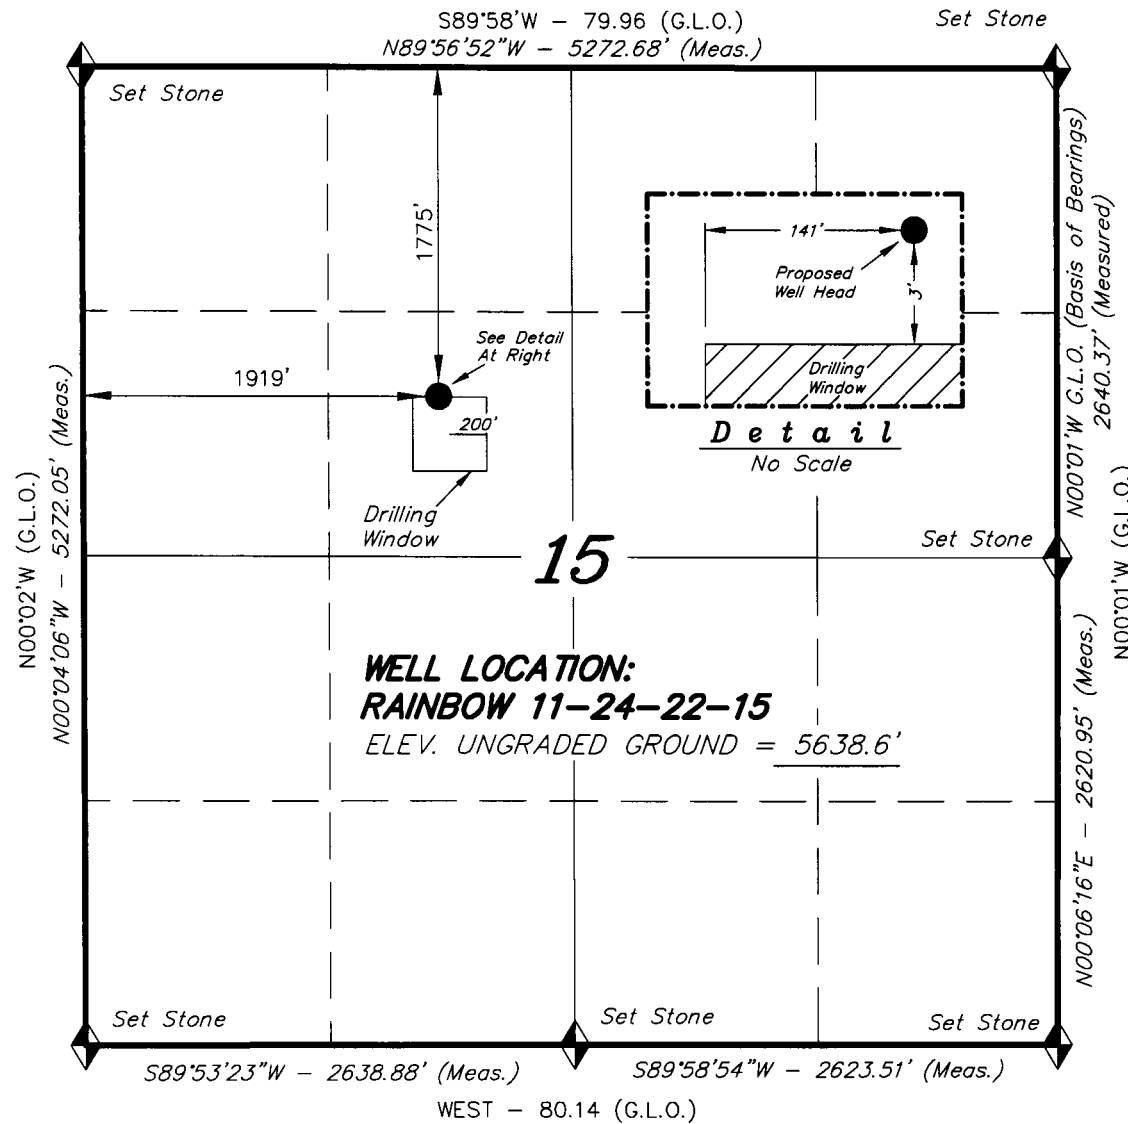 S89°58'W – 79.96 (G.L.O.)
Set Stone
N89°56'52"W – 5272.68' (Meas.)
Set Stone
1775'
141'
Proposed
Well Head
3'
N00°01'W G.L.O. (Basis of Bearings)
2640.37' (Measured)
See Detail
At Right
1919'
200'
Drilling
Window
Detail
No Scale
Drilling
Window
N00°02'W (G.L.O.)
N00°04'06"W – 5272.05' (Meas.)
15
Set Stone
N00°01'W (G.L.O.)
WELL LOCATION:
RAINBOW 11–24–22–15
ELEV. UNGRADED GROUND = 5638.6'
N00°06'16"E – 2620.95' (Meas.)
Set Stone
Set Stone
Set Stone
S89°53'23"W – 2638.88' (Meas.)
S89°58'54"W – 2623.51' (Meas.)
WEST – 80.14 (G.L.O.)